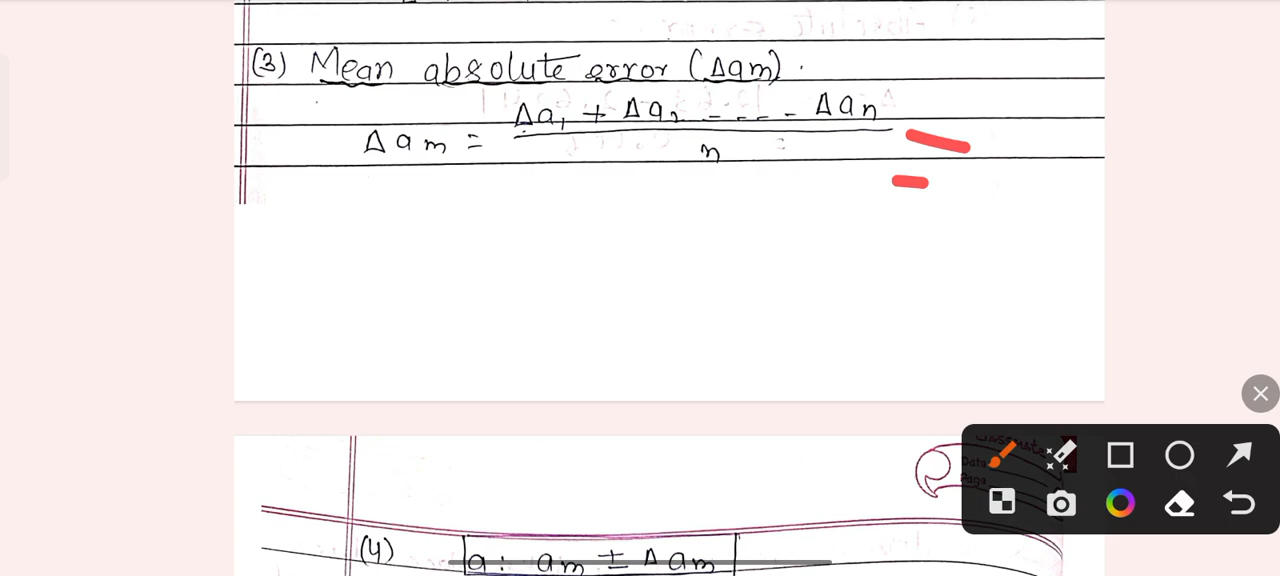 (3) Mean absolute error (Δam).
Δam = Δa1 + Δa2 - - - - Δan
n
(4) a: am ± Δam